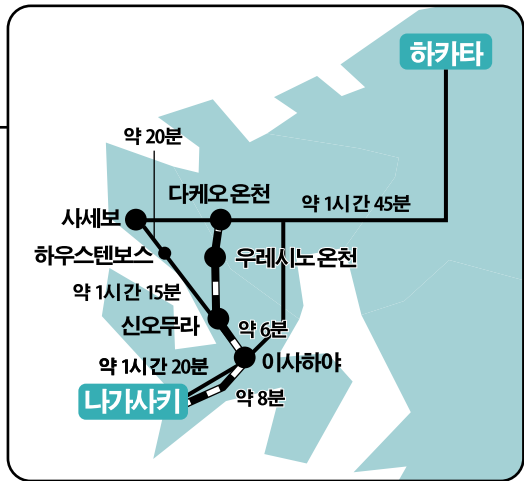 하카타
약 20분
다케오 온천
약 1시간 45분
사세보
하우스텐보스
우레시노 온천
약 1시간 15분
신오무라
약 6분
이사하야
약 1시간 20분
나가사키
약 8분